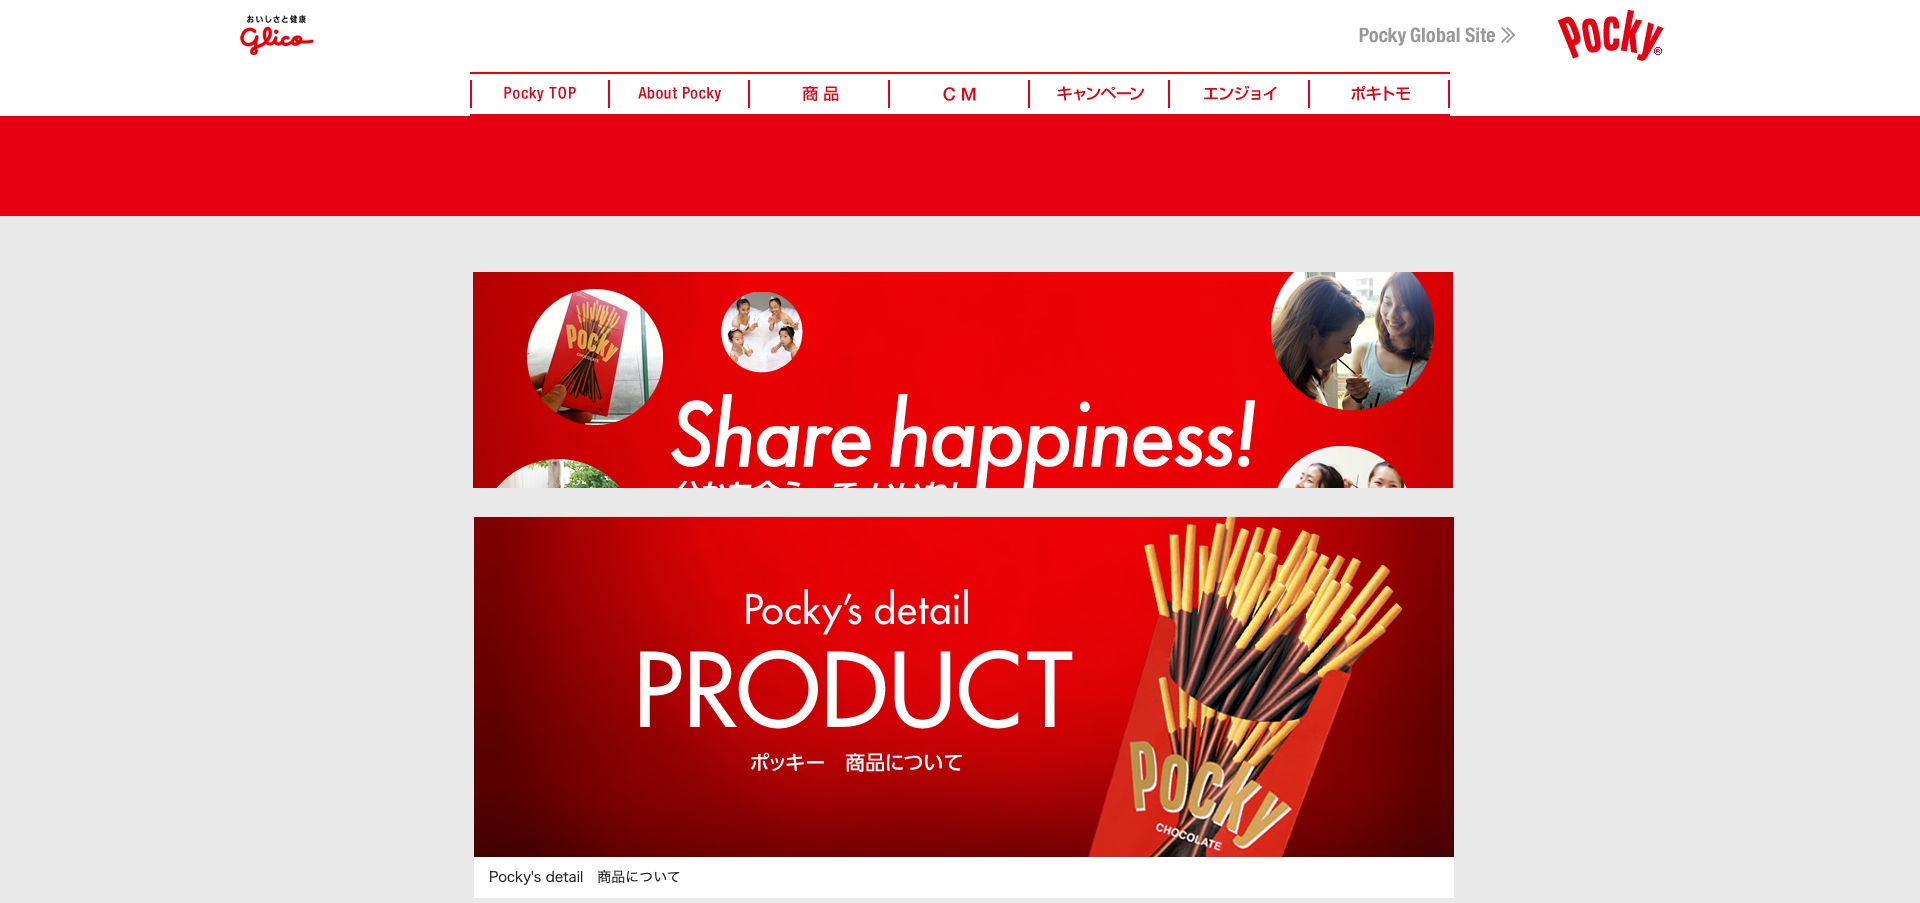 おいしさと健康
Glico
Pocky Global Site
Pocky®
Pocky TOP
About Pocky
商品
CM
キャンペーン
エンジョイ
ポキトモ
Pocky
CHOCOLATE
Share happiness!
Pocky's detail
PRODUCT
ポッキー　商品について
Pocky
CHOCOLATE
Pocky's detail　商品について